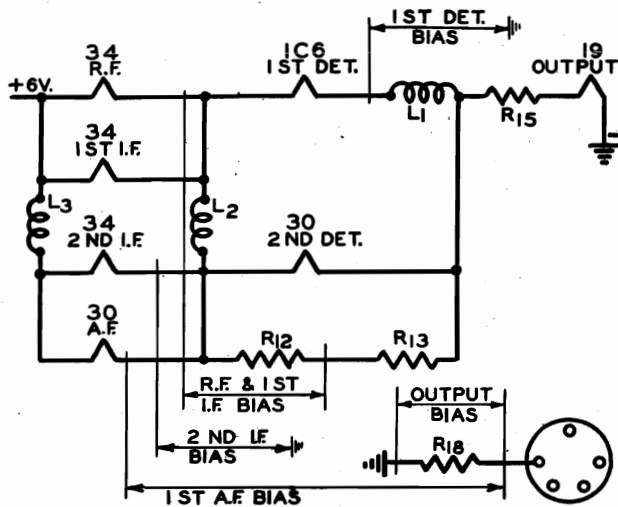 1ST DET.
BIAS
34
R.F.
1C6
1ST DET.
19
OUTPUT
+6V.
L1
R15
34
1ST I.F.
L3
L2
34
2ND I.F.
30
2ND DET.
30
A.F.
R12
R13
R.F. & 1ST
I.F. BIAS
OUTPUT
BIAS
2ND I.F.
BIAS
R18
1ST A.F. BIAS